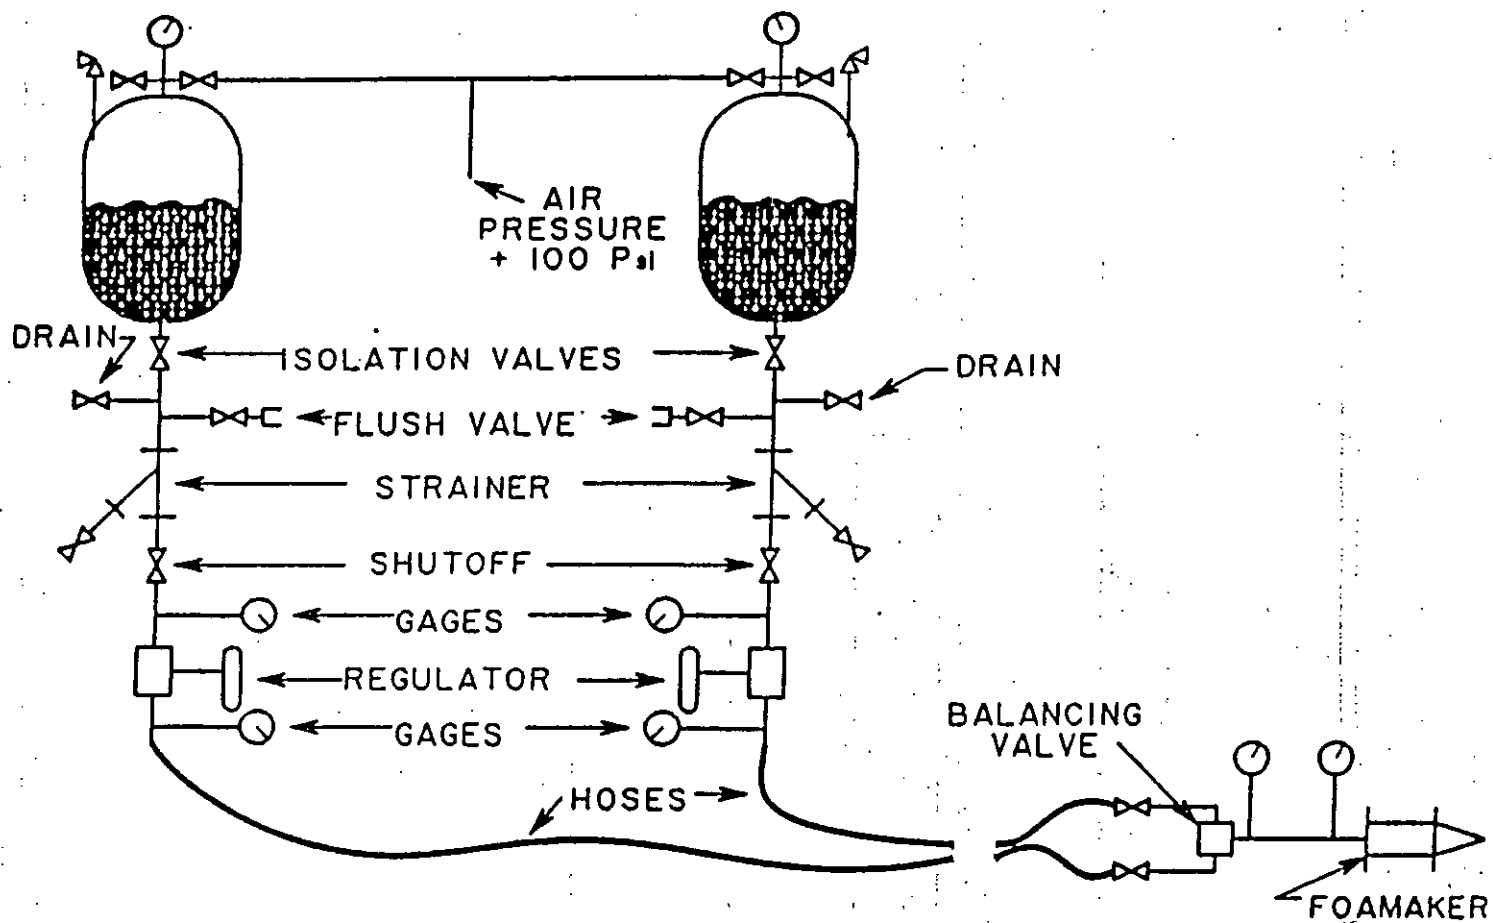 AIR
PRESSURE
+ 100 Psi
DRAIN
ISOLATION VALVES
DRAIN
FLUSH VALVE
STRAINER
SHUTOFF
GAGES
REGULATOR
GAGES
BALANCING
VALVE
HOSES
FOAMAKER